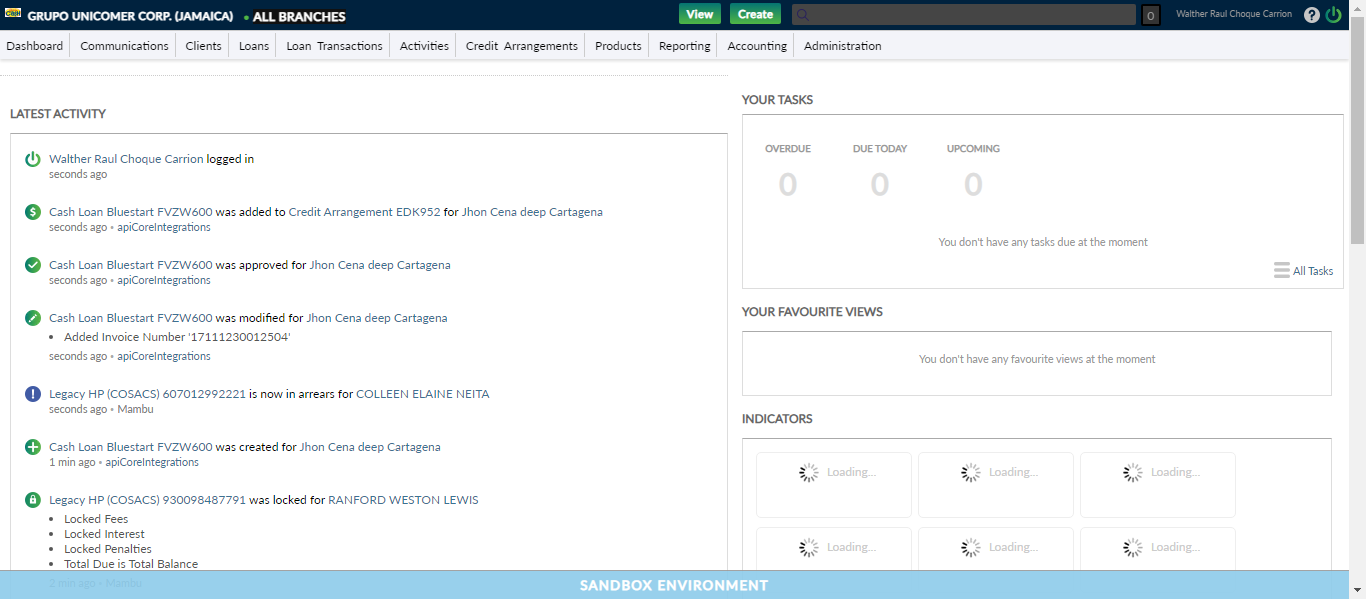 GRUPO UNICOMER CORP. (JAMAICA) • ALL BRANCHES
View Create 0 Walther Raul Choque Carrion ?
Dashboard Communications Clients Loans Loan Transactions Activities Credit Arrangements Products Reporting Accounting Administration
LATEST ACTIVITY
Walther Raul Choque Carrion logged in
seconds ago
Cash Loan Bluestart FVZW600 was added to Credit Arrangement EDK952 for Jhon Cena deep Cartagena
seconds ago • apiCoreIntegrations
Cash Loan Bluestart FVZW600 was approved for Jhon Cena deep Cartagena
seconds ago • apiCoreIntegrations
Cash Loan Bluestart FVZW600 was modified for Jhon Cena deep Cartagena
• Added Invoice Number '17111230012504'
seconds ago • apiCoreIntegrations
Legacy HP (COSACS) 607012992221 is now in arrears for COLLEEN ELAINE NEITA
seconds ago • Mambu
Cash Loan Bluestart FVZW600 was created for Jhon Cena deep Cartagena
1 min ago • apiCoreIntegrations
Legacy HP (COSACS) 930098487791 was locked for RANFORD WESTON LEWIS
• Locked Fees
• Locked Interest
• Locked Penalties
• Total Due is Total Balance
2 min ago • Mambu
YOUR TASKS
OVERDUE DUE TODAY UPCOMING
0 0 0
You don't have any tasks due at the moment
All Tasks
YOUR FAVOURITE VIEWS
You don't have any favourite views at the moment
INDICATORS
Loading... Loading... Loading...
Loading... Loading... Loading...
SANDBOX ENVIRONMENT